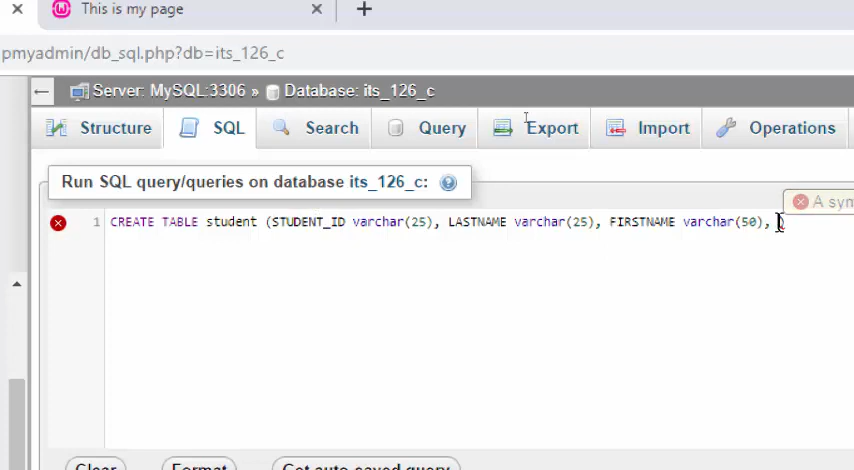 This is my page
pmyadmin/db_sql.php?db=its_126_c
Server: MySQL:3306 » Database: its_126_c
Structure SQL Search Query Export Import Operations
Run SQL query/queries on database its_126_c:
A sym
1 CREATE TABLE student (STUDENT_ID varchar(25), LASTNAME varchar(25), FIRSTNAME varchar(50),
Clear Format Get auto-saved query